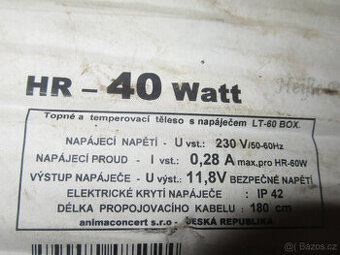 HR – 40 Watt
Topné a temperovací těleso s napáječem LT-60 BOX.
NAPÁJECÍ NAPĚTÍ - U vst.: 230 V/50-60Hz
NAPÁJECÍ PROUD - I vst.: 0,28 A max.pro HR-60W
VÝSTUP NAPÁJEČE - U výst.: 11,8V BEZPEČNÉ NAPĚTÍ
ELEKTRICKÉ KRYTÍ NAPÁJEČE : IP 42
DÉLKA PROPOJOVACÍHO KABELU : 180 cm
animaconcert s.r.o. - ČESKÁ REPUBLIKA